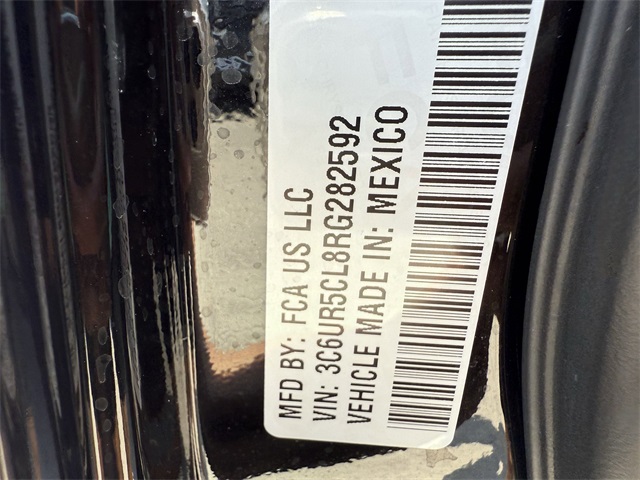 MFD BY: FCA US LLC
VIN: 3C6UR5CL8RG282592
VEHICLE MADE IN: MEXICO